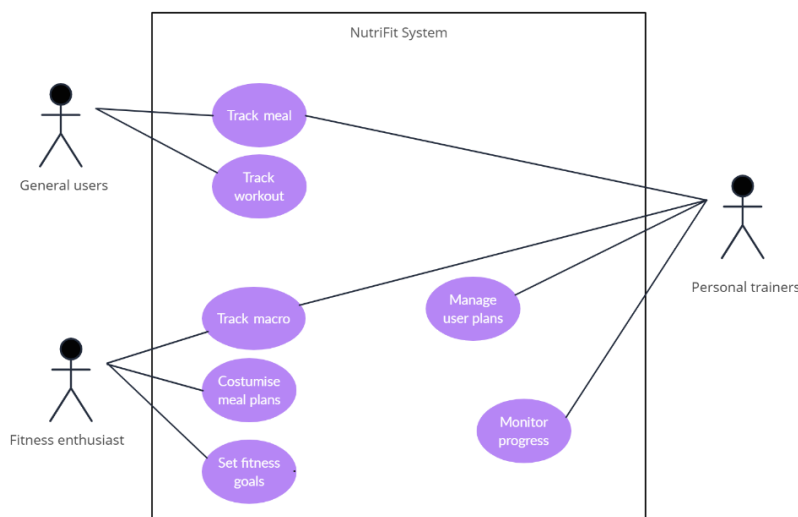 NutriFit System
Track meal
General users
Track
workout
Personal trainers
Manage
user plans
Track macro
Costumise
meal plans
Fitness enthusiast
Monitor
progress
Set fitness
goals